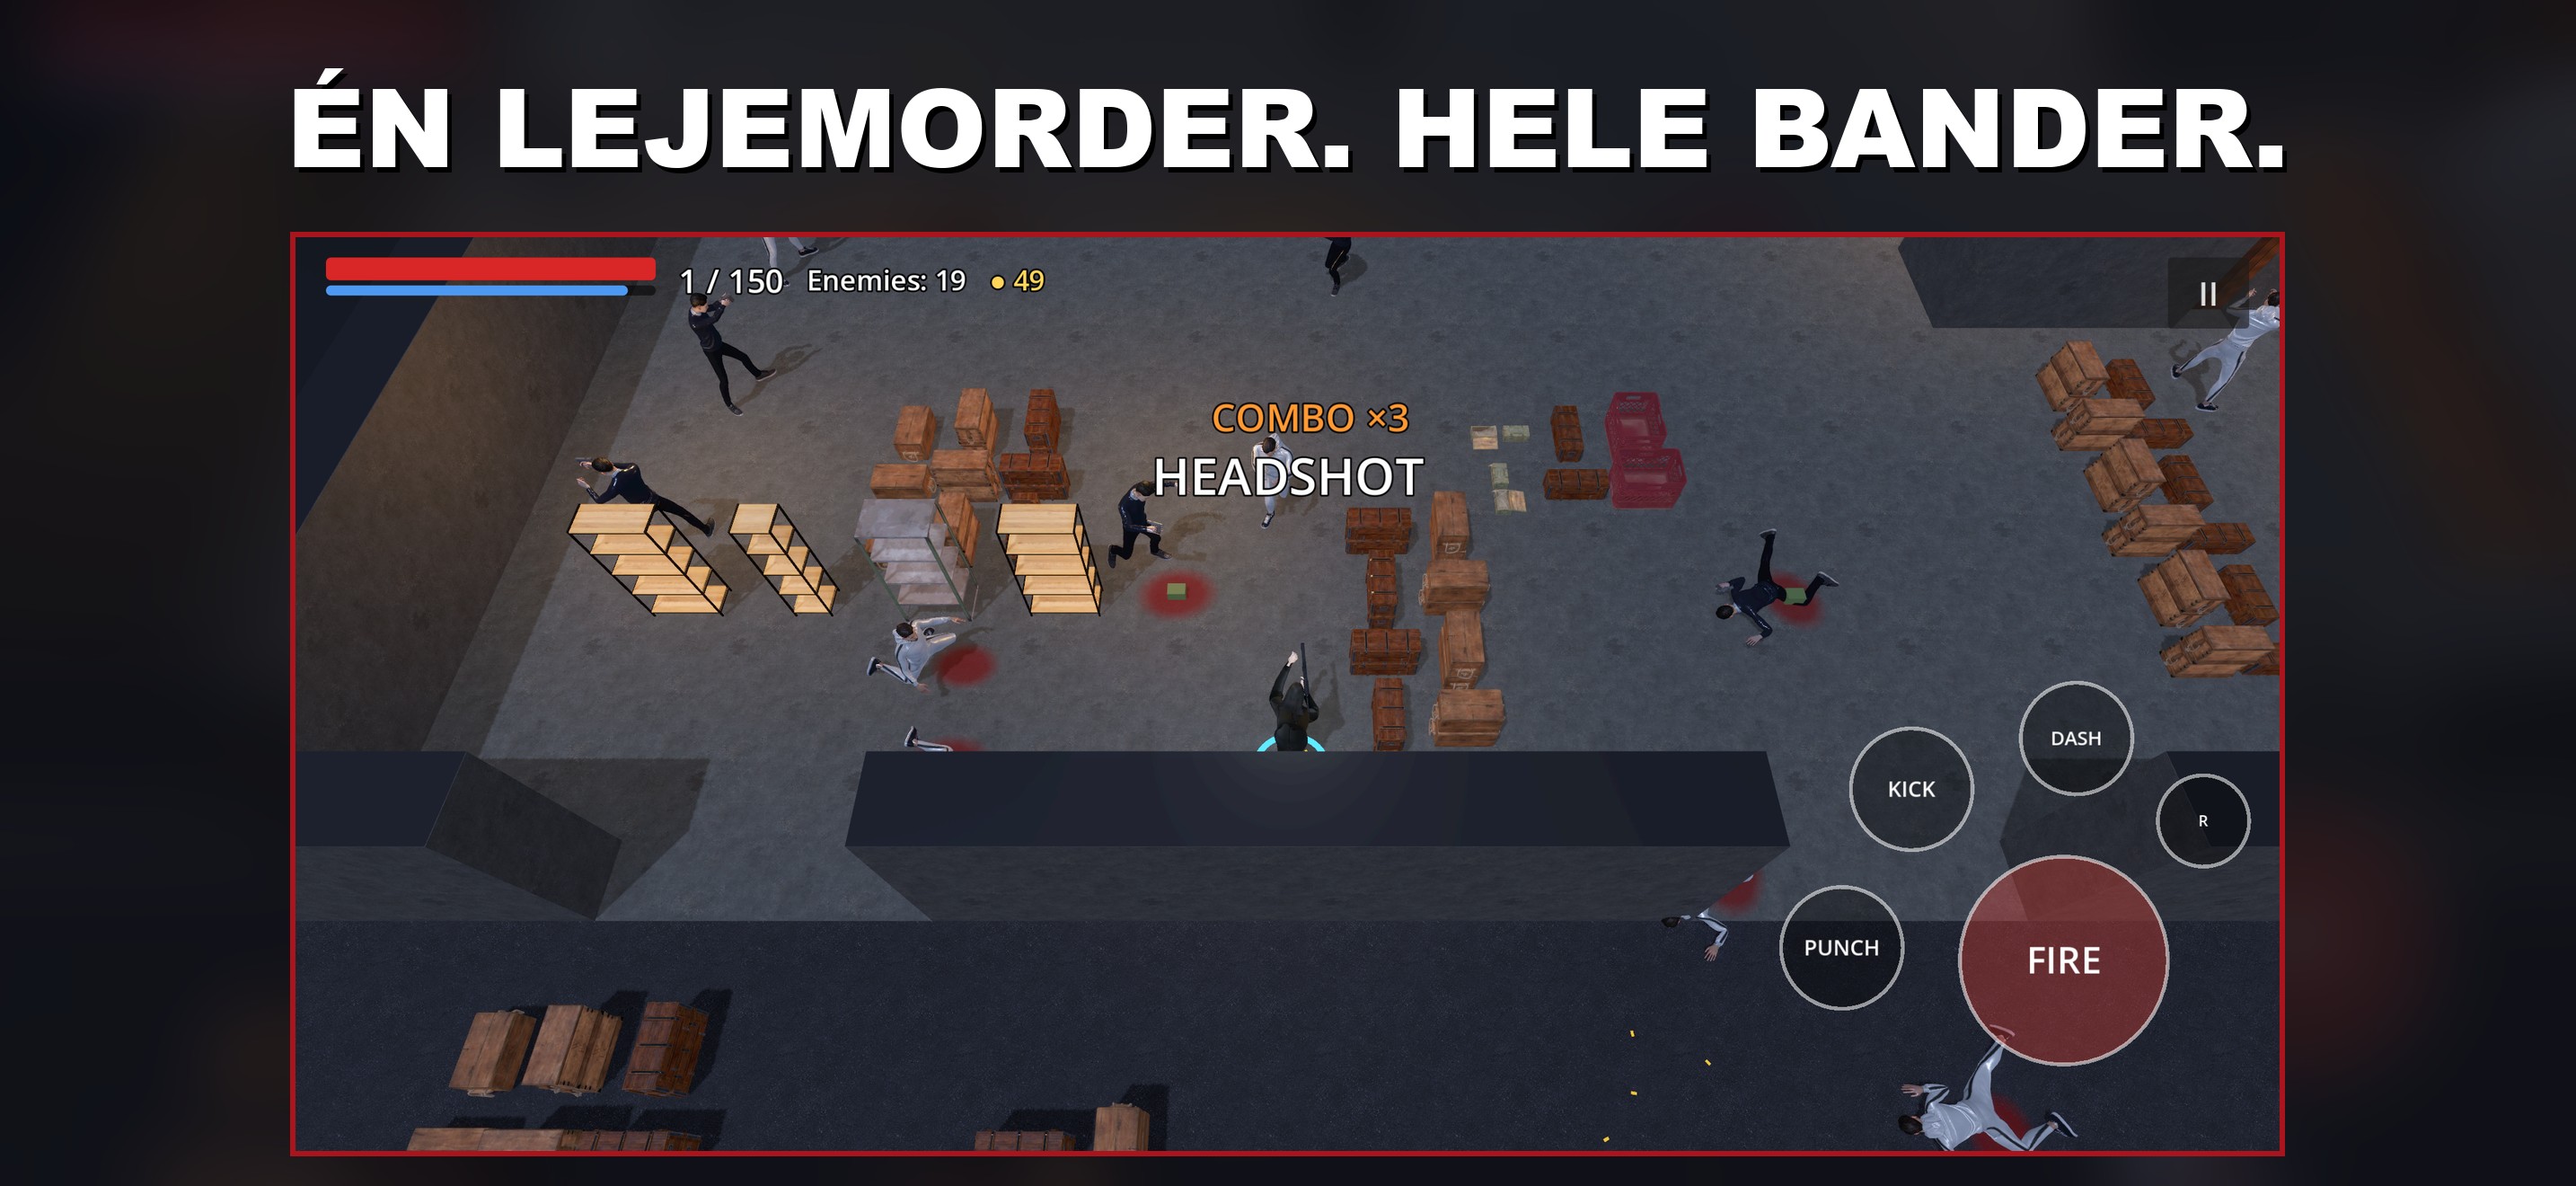 ÉN LEJEMORDER. HELE BANDER.
1 / 150 Enemies: 19 49
COMBO ×3
HEADSHOT
DASH
KICK
R
PUNCH
FIRE